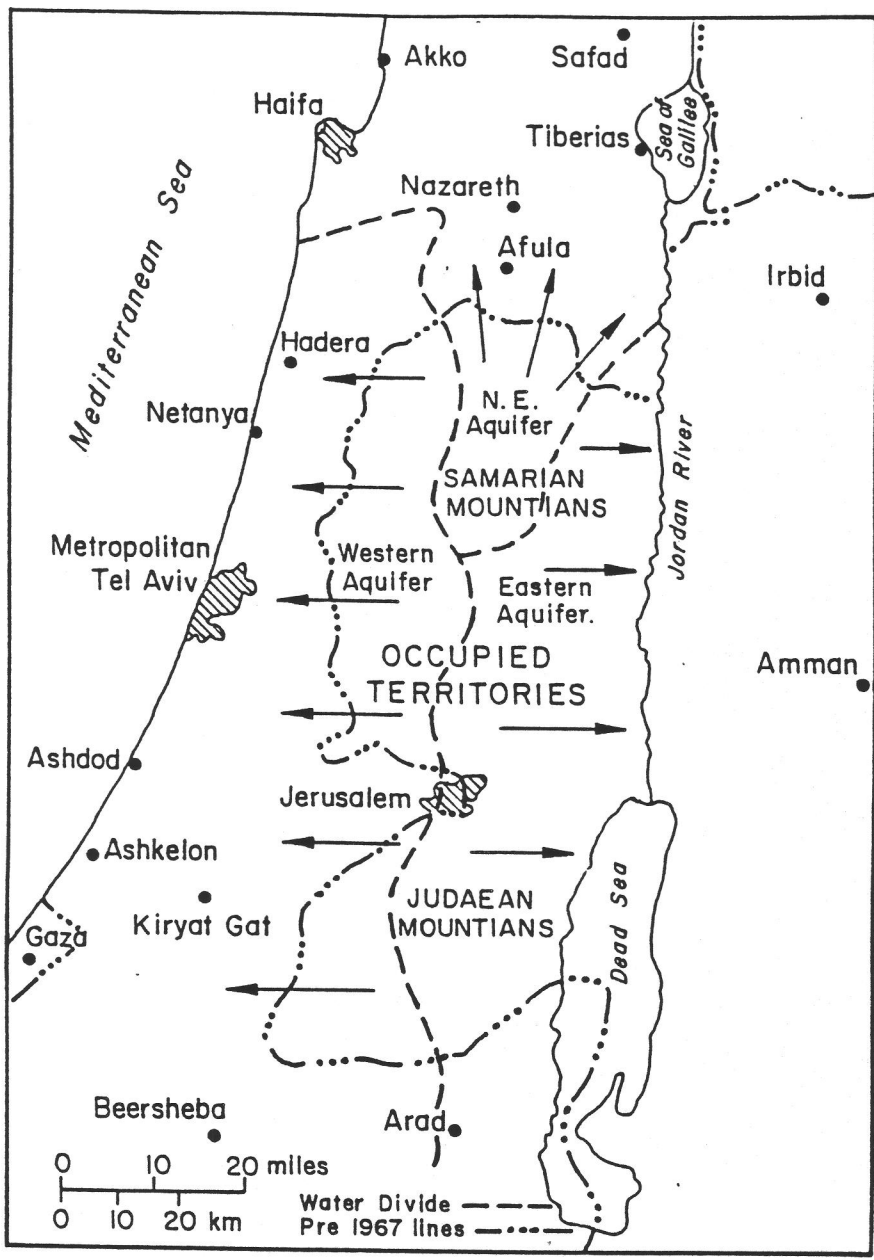 Akko
Safad
Haifa
Sea of
Galilee
Tiberias
Mediterranean Sea
Nazareth
Afula
Irbid
Hadera
N. E.
Aquifer
Netanya
SAMARIAN
MOUNTIANS
Jordan River
Metropolitan
Tel Aviv
Western
Aquifer
Eastern
Aquifer.
OCCUPIED
TERRITORIES
Amman
Ashdod
Jerusalem
Ashkelon
Kiryat Gat
JUDAEAN
MOUNTIANS
Dead Sea
Gaza
Beersheba
Arad
0 10 20 miles
0 10 20 km
Water Divide
Pre 1967 lines